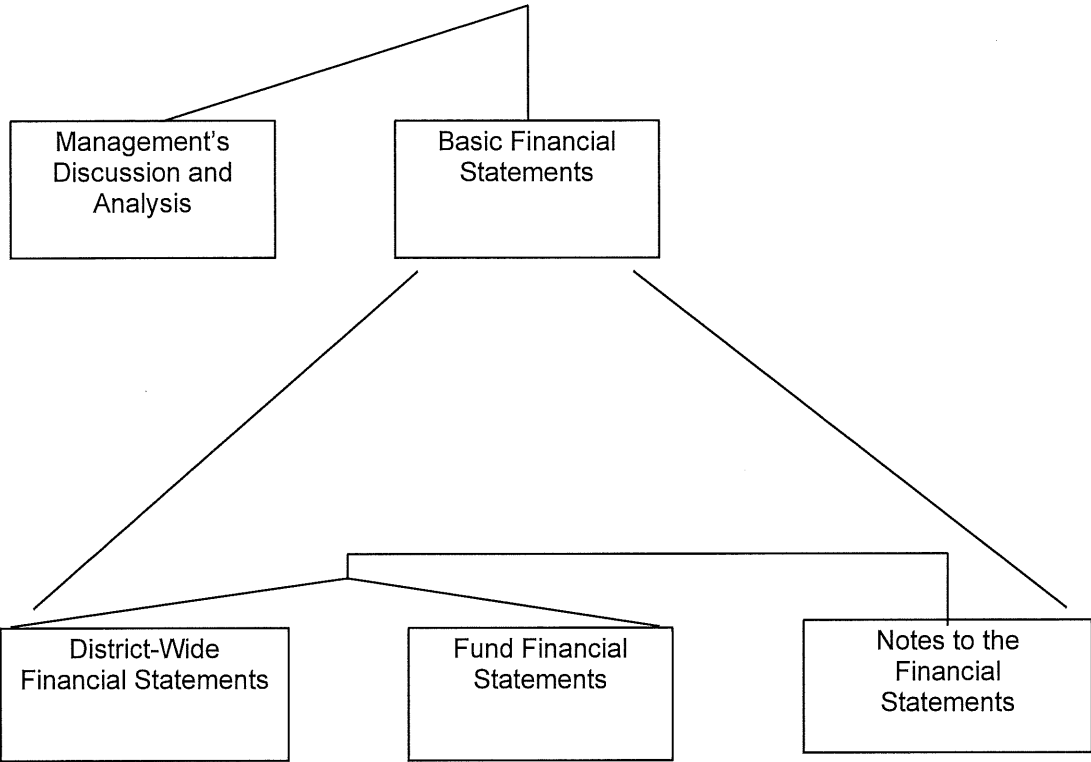 Management’s
Discussion and
Analysis
Basic Financial
Statements
District-Wide
Financial Statements
Fund Financial
Statements
Notes to the
Financial
Statements